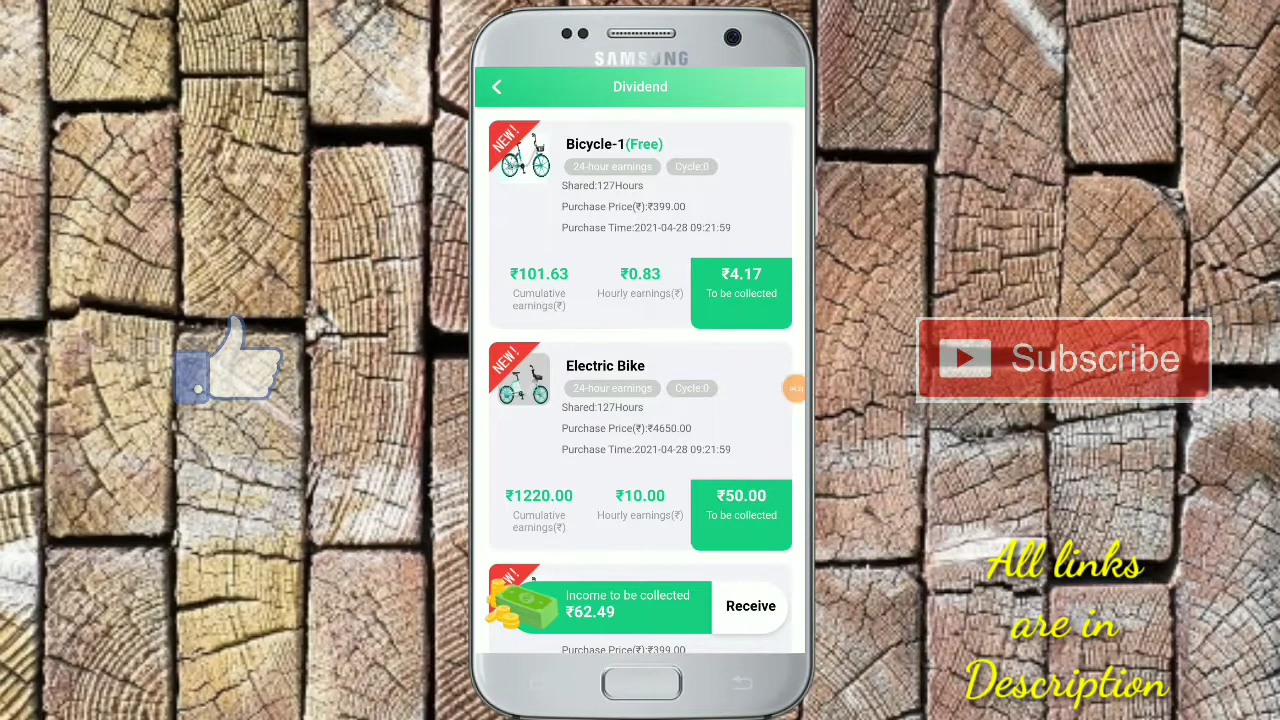 SAMSUNG
Dividend
NEW!
Bicycle-1(Free)
24-hour earnings Cycle:0
Shared:127Hours
Purchase Price(₹):₹399.00
Purchase Time:2021-04-28 09:21:59
₹101.63 ₹0.83 ₹4.17
Cumulative earnings(₹) Hourly earnings(₹) To be collected
NEW!
Electric Bike
24-hour earnings Cycle:0
Shared:127Hours
Purchase Price(₹):₹4650.00
Purchase Time:2021-04-28 09:21:59
₹1220.00 ₹10.00 ₹50.00
Cumulative earnings(₹) Hourly earnings(₹) To be collected
Income to be collected
₹62.49
Receive
Purchase Price(₹):₹399.00
Subscribe
All links
are in
Description